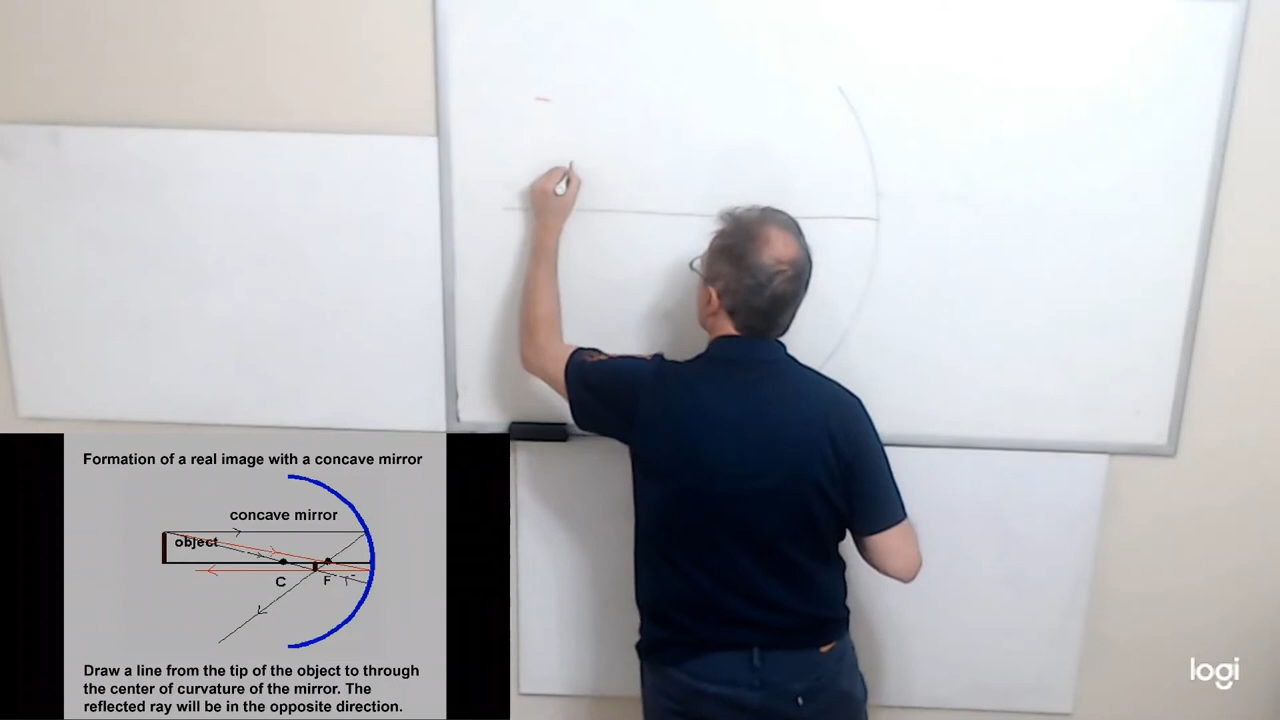 Formation of a real image with a concave mirror
concave mirror
object
C
F
Draw a line from the tip of the object to through
the center of curvature of the mirror. The
reflected ray will be in the opposite direction.
logi